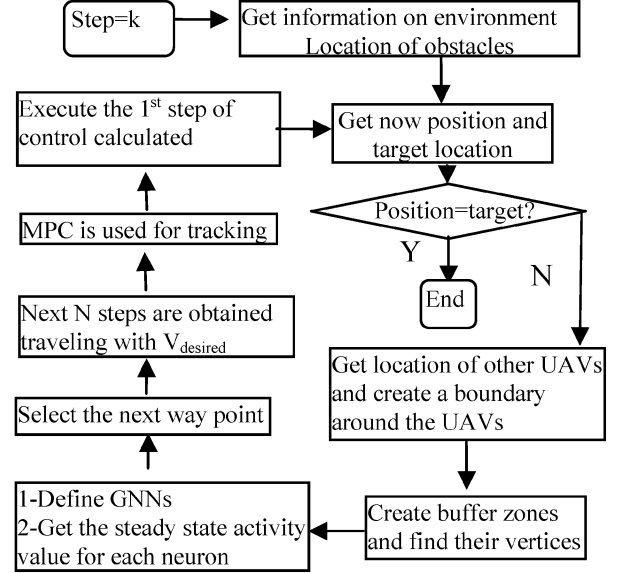 Step=k
Get information on environment
Location of obstacles
Get now position and
target location
Position=target?
Y
N
End
Get location of other UAVs
and create a boundary
around the UAVs
Create buffer zones
and find their vertices
1-Define GNNs
2-Get the steady state activity
value for each neuron
Select the next way point
Next N steps are obtained
traveling with Vdesired
MPC is used for tracking
Execute the 1st step of
control calculated